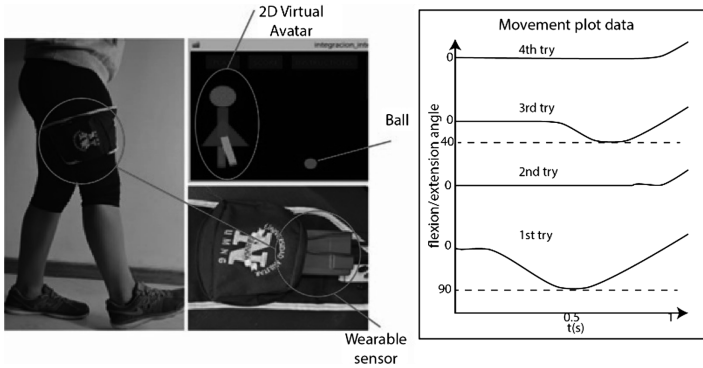 2D Virtual
Avatar
integracion_int
Ball
UMNG
Wearable
sensor
Movement plot data
flexion/extension angle
4th try
0
3rd try
0
40
2nd try
0
1st try
0
90
0.5
1
t(s)